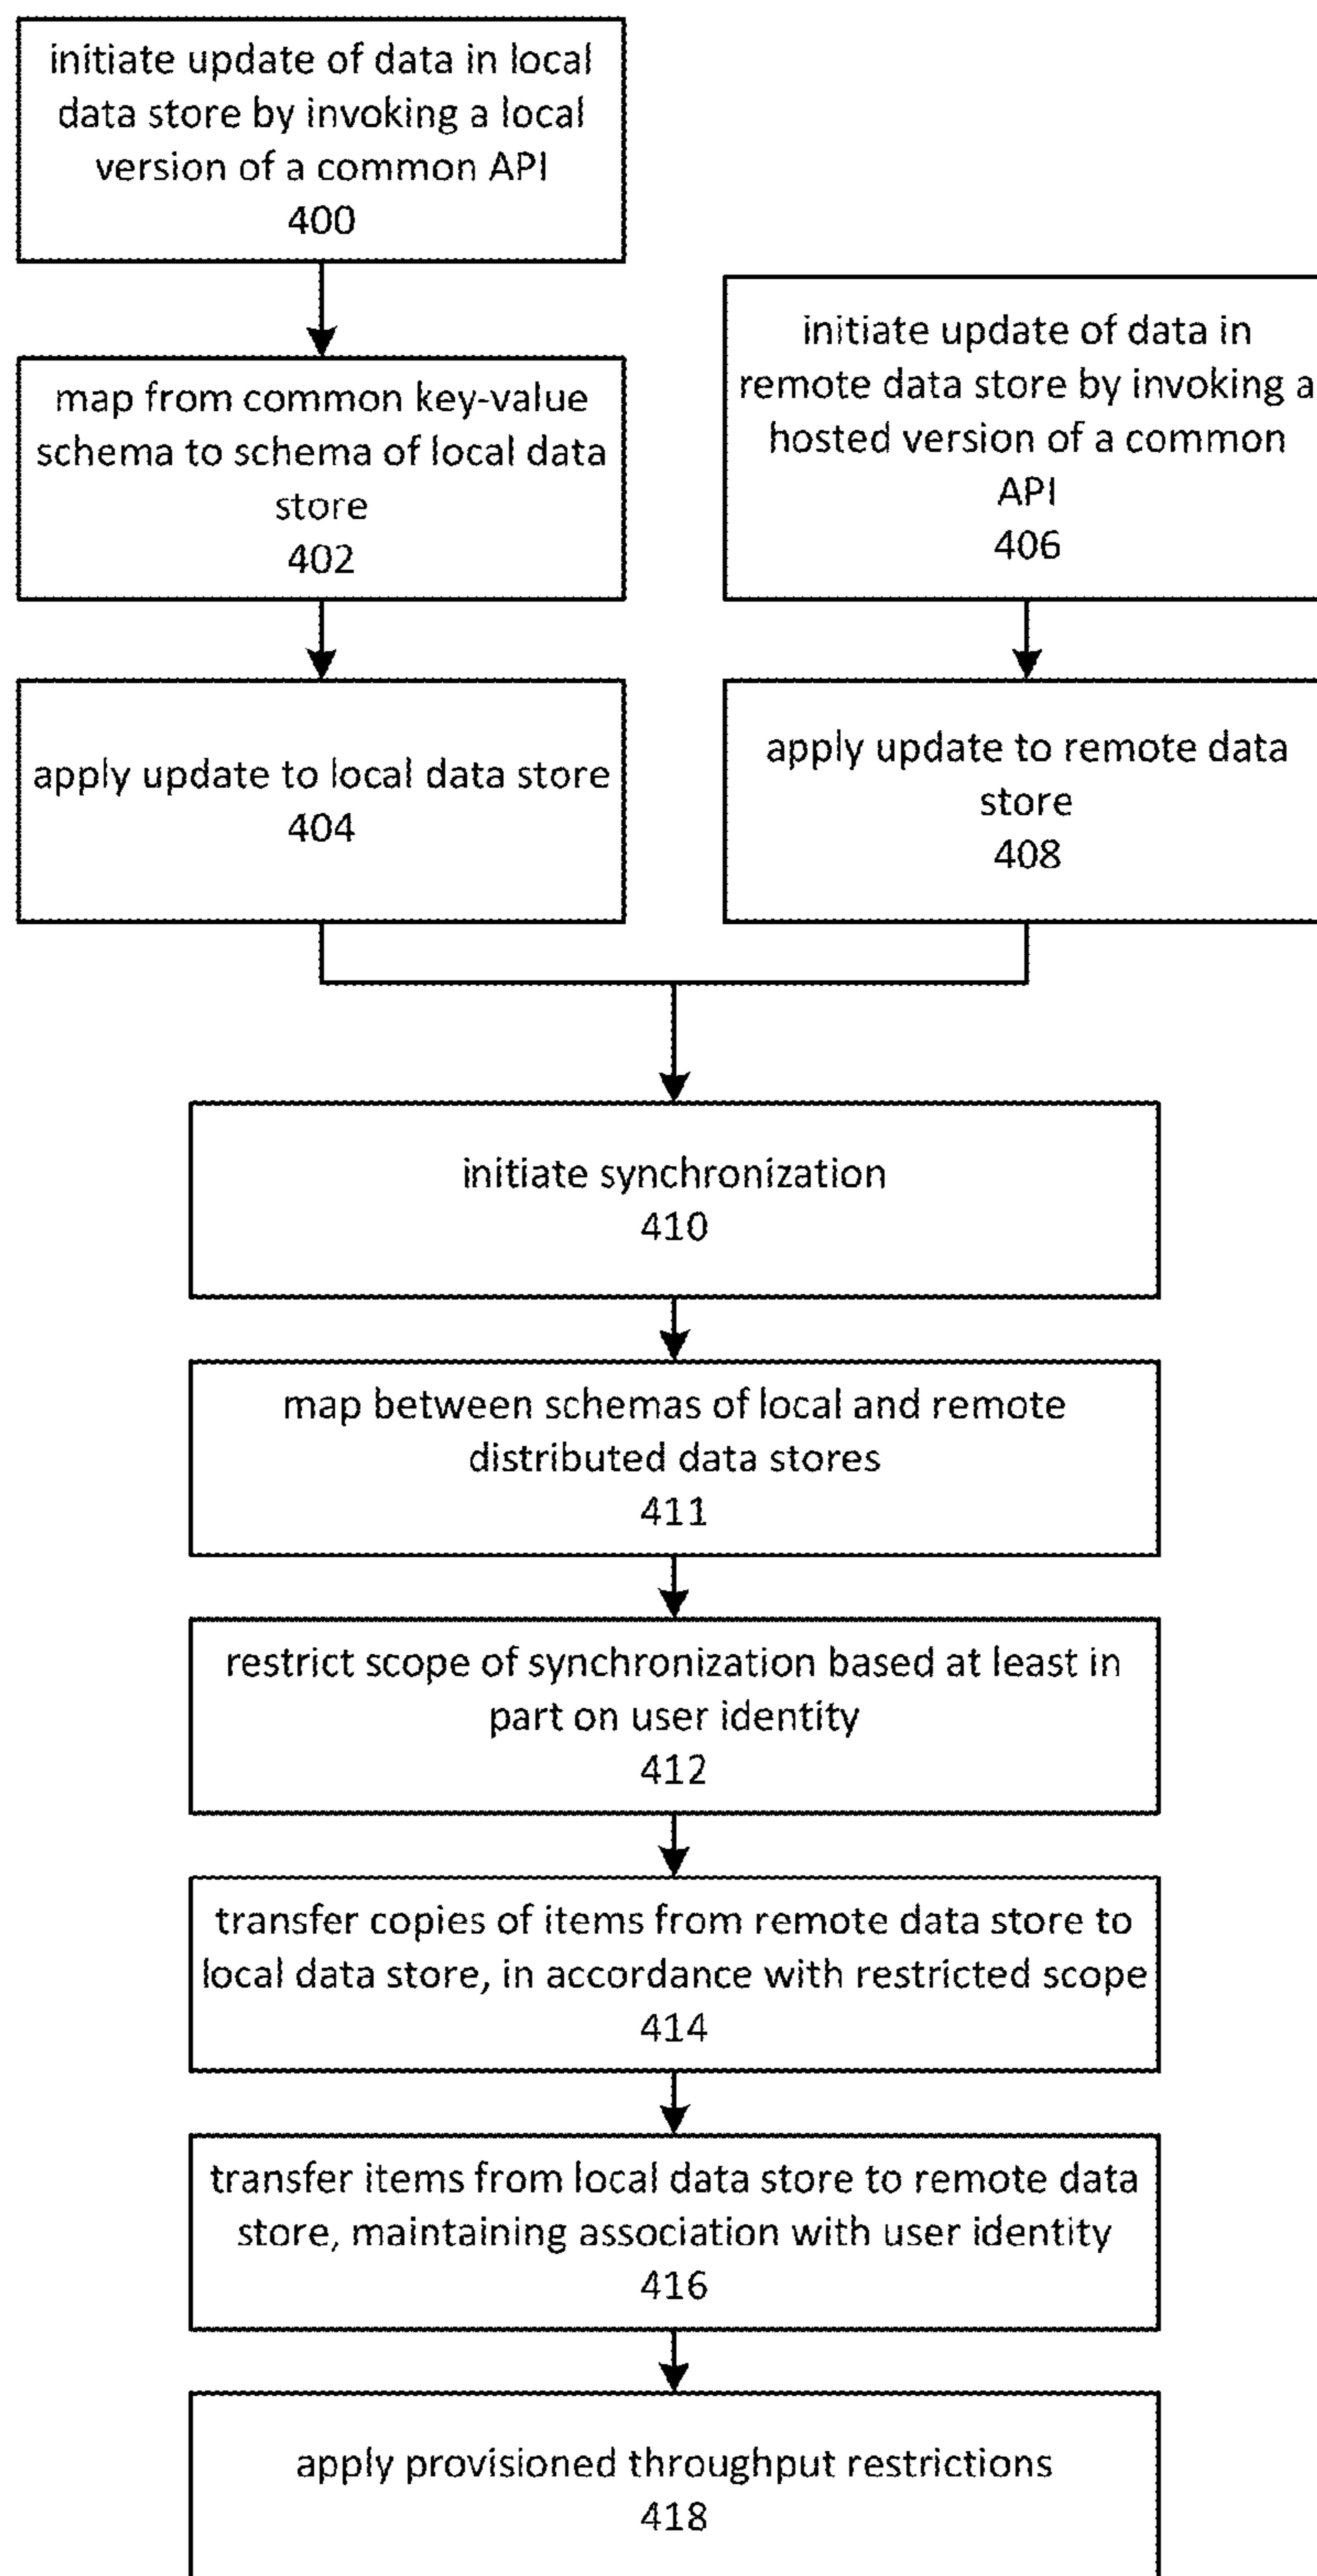 initiate update of data in local
data store by invoking a local
version of a common API
400
map from common key-value
schema to schema of local data
store
402
apply update to local data store
404
initiate update of data in
remote data store by invoking a
hosted version of a common
API
406
apply update to remote data
store
408
initiate synchronization
410
map between schemas of local and remote
distributed data stores
411
restrict scope of synchronization based at least in
part on user identity
412
transfer copies of items from remote data store to
local data store, in accordance with restricted scope
414
transfer items from local data store to remote data
store, maintaining association with user identity
416
apply provisioned throughput restrictions
418